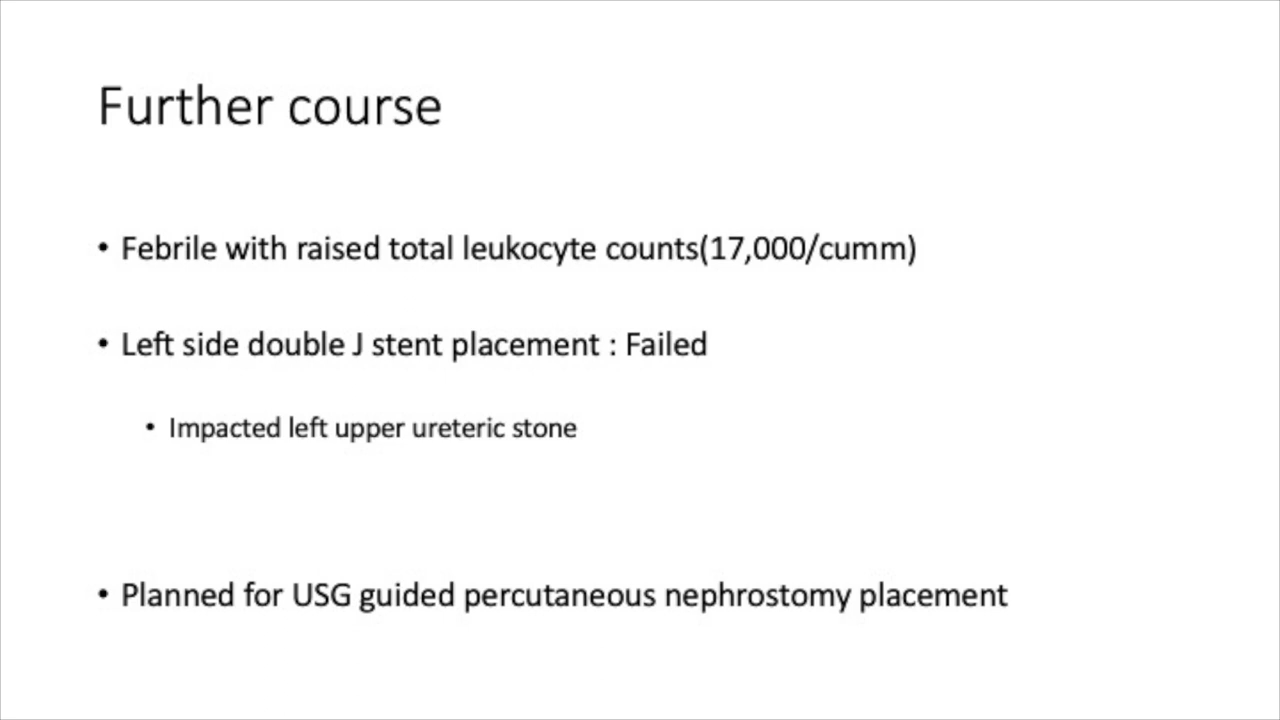 Further course
• Febrile with raised total leukocyte counts(17,000/cumm)
• Left side double J stent placement : Failed
• Impacted left upper ureteric stone
• Planned for USG guided percutaneous nephrostomy placement